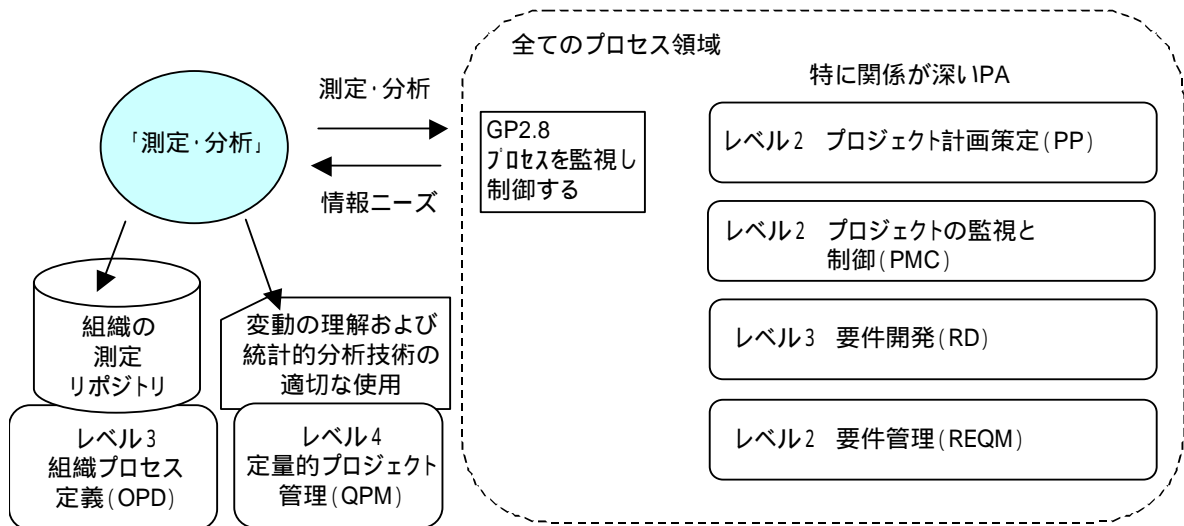 全てのプロセス領域
特に関係が深いPA
測定・分析
「測定・分析」
情報ニーズ
GP2.8
プロセスを監視し
制御する
レベル2 プロジェクト計画策定(PP)
レベル2 プロジェクトの監視と
制御(PMC)
レベル3 要件開発(RD)
レベル2 要件管理(REQM)
組織の
測定
リポジトリ
レベル3
組織プロセス
定義(OPD)
変動の理解および
統計的分析技術の
適切な使用
レベル4
定量的プロジェクト
管理(QPM)